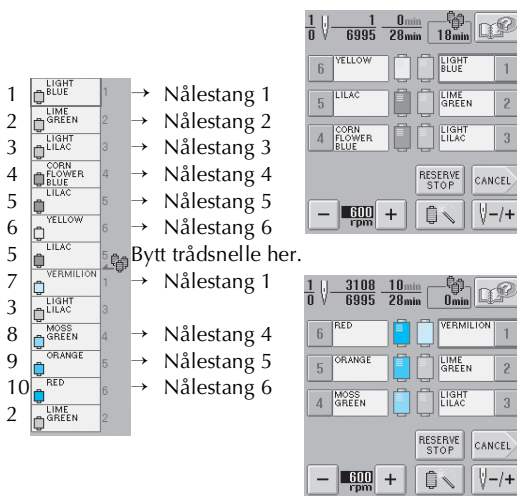 1 LIGHT BLUE 1 → Nålestang 1
2 LIME GREEN 2 → Nålestang 2
3 LIGHT LILAC 3 → Nålestang 3
4 CORN FLOWER BLUE 4 → Nålestang 4
5 LILAC 5 → Nålestang 5
6 YELLOW 6 → Nålestang 6
5 LILAC 5 Bytt trådsnelle her.
7 VERMILION 1 → Nålestang 1
3 LIGHT LILAC 3
8 MOSS GREEN 4 → Nålestang 4
9 ORANGE 5 → Nålestang 5
10 RED 6 → Nålestang 6
2 LIME GREEN 2
1 1 0min
0 6995 28min 18min
6 YELLOW LIGHT BLUE 1
5 LILAC LIME GREEN 2
4 CORN FLOWER BLUE LIGHT LILAC 3
RESERVE STOP CANCEL
− 600 rpm + −/+
1 3108 10min
0 6995 28min 0min
6 RED VERMILION 1
5 ORANGE LIME GREEN 2
4 MOSS GREEN LIGHT LILAC 3
RESERVE STOP CANCEL
− 600 rpm + −/+